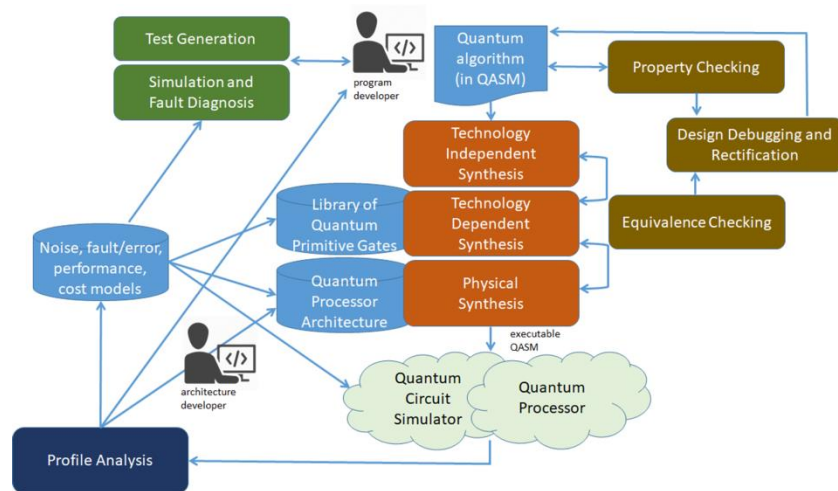 Test Generation
Simulation and
Fault Diagnosis
program
developer
Quantum
algorithm
(in QASM)
Property Checking
Design Debugging and
Rectification
Equivalence Checking
Technology
Independent
Synthesis
Library of
Quantum
Primitive Gates
Technology
Dependent
Synthesis
Noise, fault/error,
performance,
cost models
Quantum
Processor
Architecture
Physical
Synthesis
executable
QASM
architecture
developer
Quantum
Circuit
Simulator
Quantum
Processor
Profile Analysis